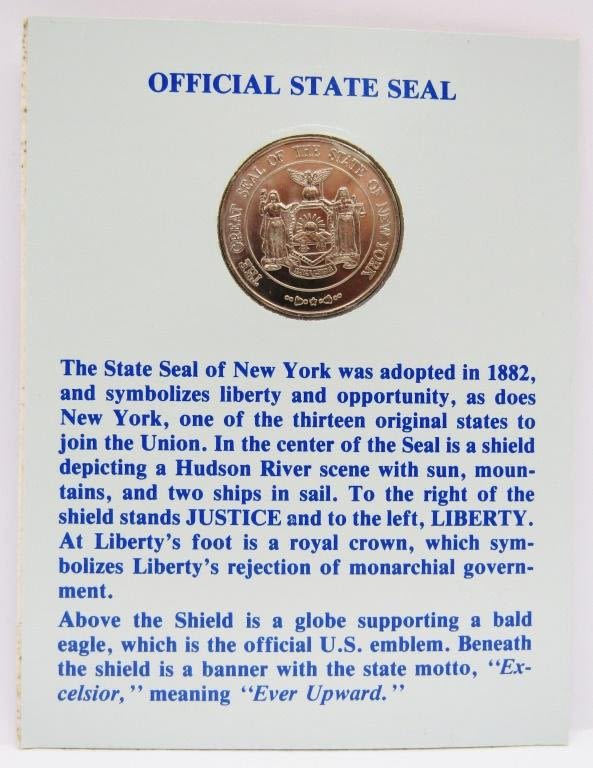 OFFICIAL STATE SEAL
THE GREAT SEAL OF THE STATE OF NEW YORK
The State Seal of New York was adopted in 1882,
and symbolizes liberty and opportunity, as does
New York, one of the thirteen original states to
join the Union. In the center of the Seal is a shield
depicting a Hudson River scene with sun, moun-
tains, and two ships in sail. To the right of the
shield stands JUSTICE and to the left, LIBERTY.
At Liberty's foot is a royal crown, which sym-
bolizes Liberty's rejection of monarchial govern-
ment.
Above the Shield is a globe supporting a bald
eagle, which is the official U.S. emblem. Beneath
the shield is a banner with the state motto, "Ex-
celsior," meaning "Ever Upward."